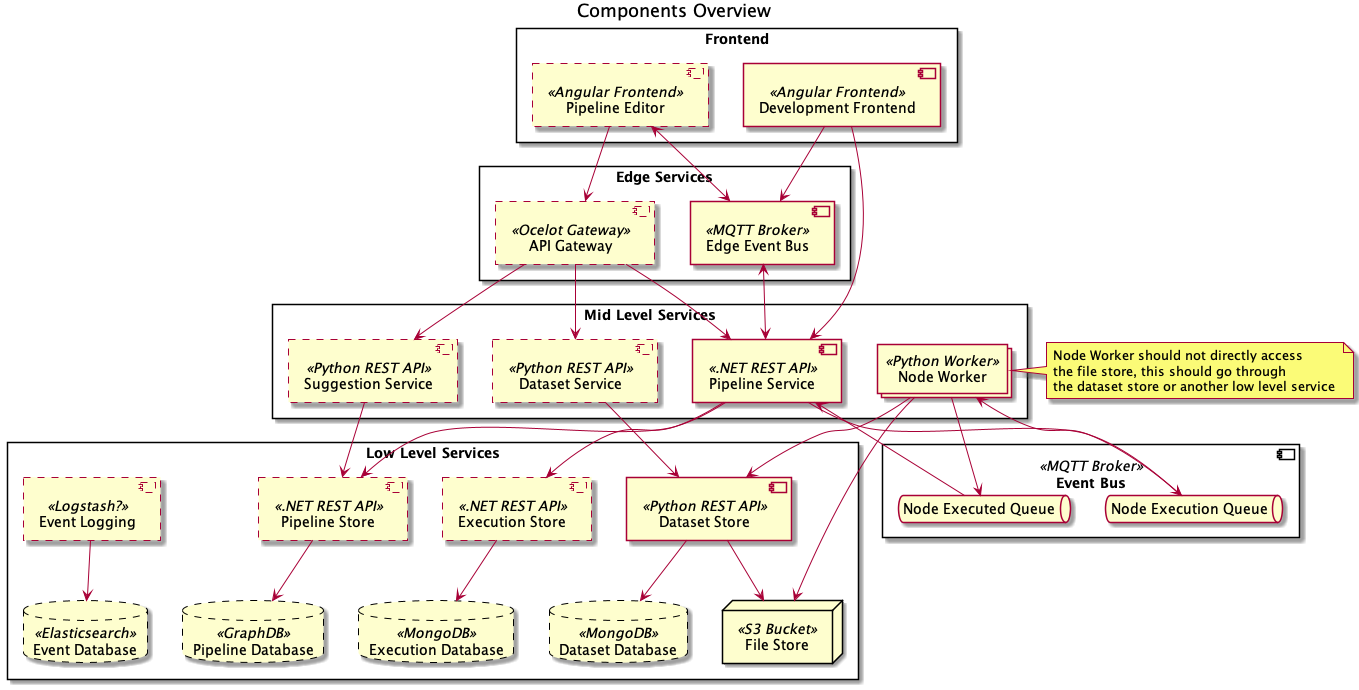 Components Overview
Frontend
«Angular Frontend»
Pipeline Editor
«Angular Frontend»
Development Frontend
Edge Services
«Ocelot Gateway»
API Gateway
«MQTT Broker»
Edge Event Bus
Mid Level Services
«Python REST API»
Suggestion Service
«Python REST API»
Dataset Service
«.NET REST API»
Pipeline Service
«Python Worker»
Node Worker
Node Worker should not directly access
the file store, this should go through
the dataset store or another low level service
Low Level Services
«Logstash?»
Event Logging
«.NET REST API»
Pipeline Store
«.NET REST API»
Execution Store
«Python REST API»
Dataset Store
«MQTT Broker»
Event Bus
Node Executed Queue
Node Execution Queue
«Elasticsearch»
Event Database
«GraphDB»
Pipeline Database
«MongoDB»
Execution Database
«MongoDB»
Dataset Database
«S3 Bucket»
File Store